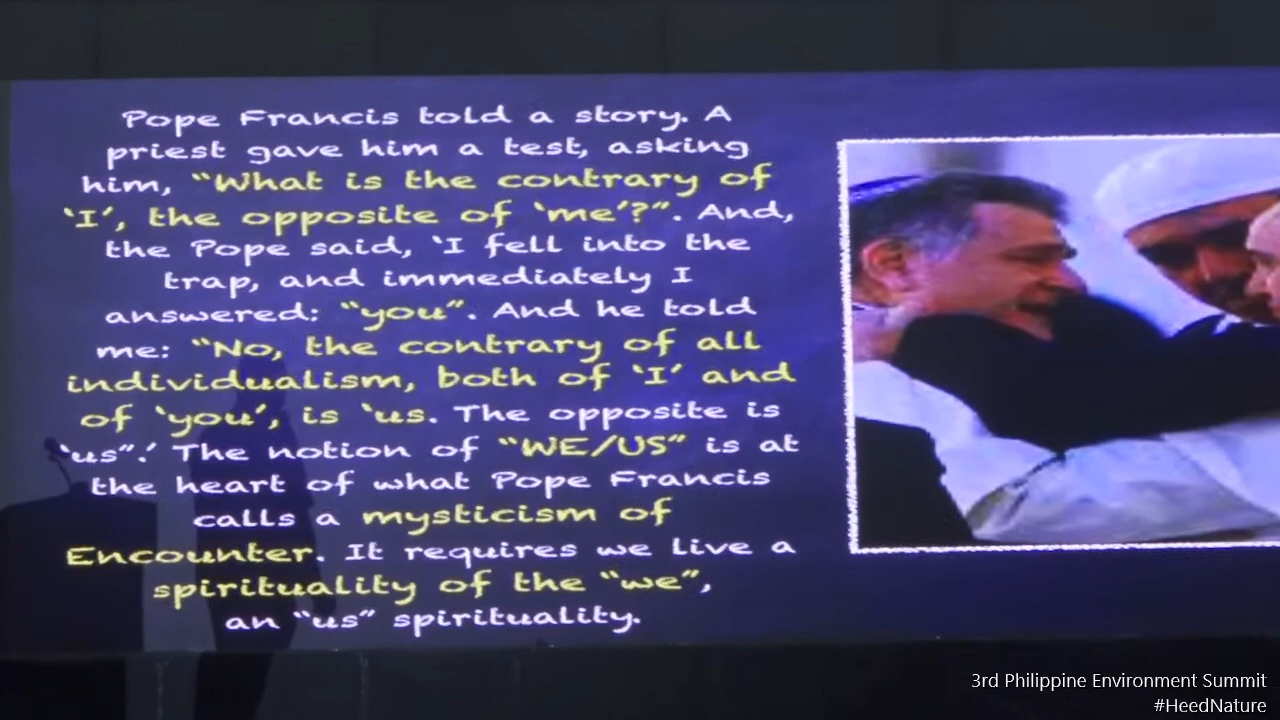 Pope Francis told a story. A
priest gave him a test, asking
him, "What is the contrary of
'I', the opposite of 'me'?". And,
the Pope said, 'I fell into the
trap, and immediately I
answered: "you". And he told
me: "No, the contrary of all
individualism, both of 'I' and
of 'you', is 'us. The opposite is
'us".' The notion of "WE/US" is at
the heart of what Pope Francis
calls a mysticism of
Encounter. It requires we live a
spirituality of the "we",
an "us" spirituality.
3rd Philippine Environment Summit
#HeedNature